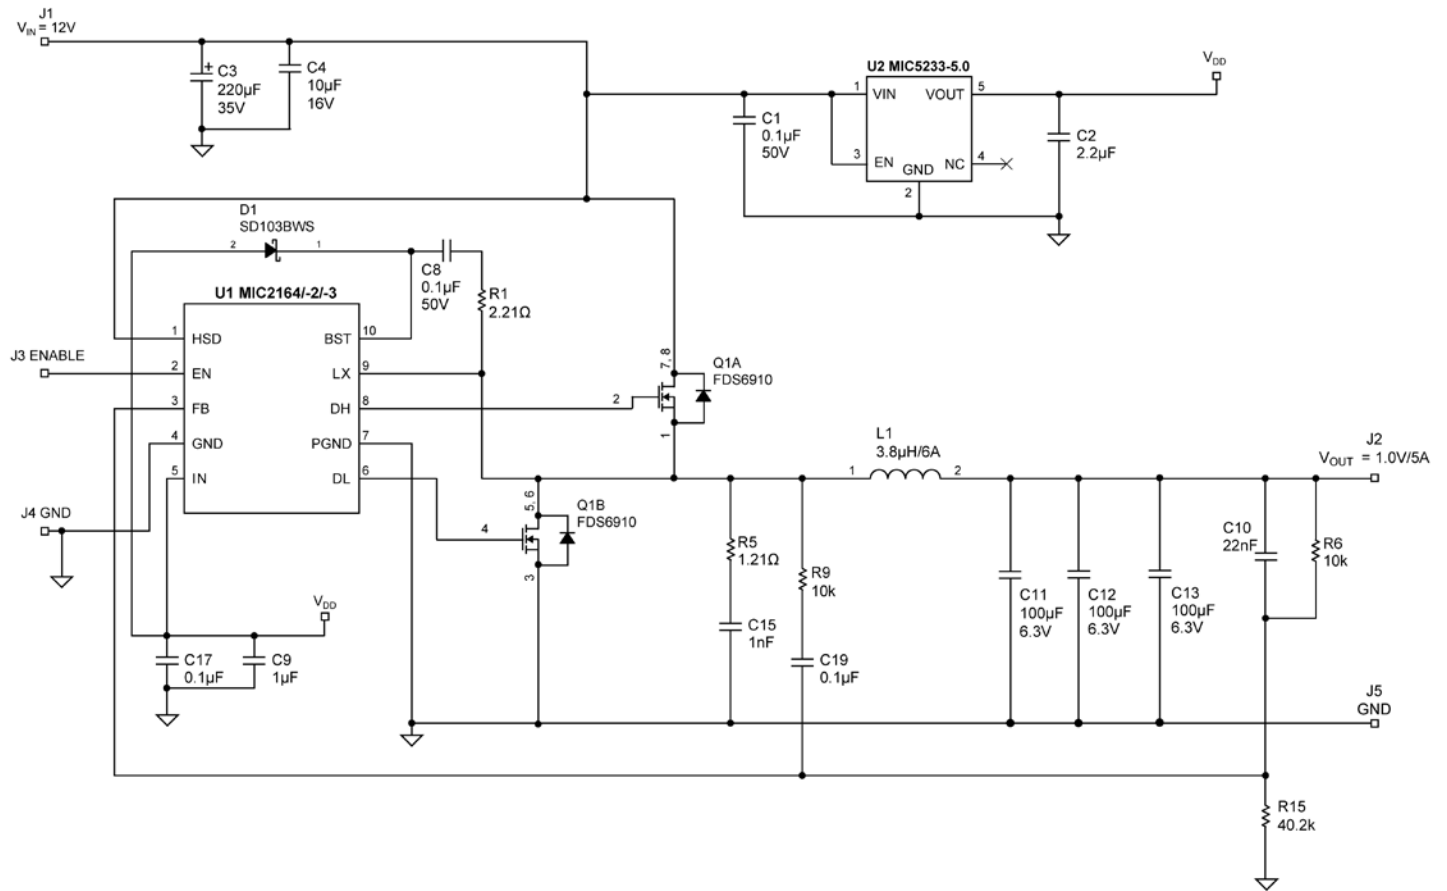 J1
VIN = 12V
C3
220µF
35V
+
C4
10µF
16V
U2 MIC5233-5.0
1
VIN
VOUT
5
3
EN
GND
NC
4
2
VDD
C1
0.1µF
50V
C2
2.2µF
D1
SD103BWS
2
1
C8
0.1µF
50V
R1
2.21Ω
U1 MIC2164/-2/-3
1
HSD
BST
10
J3 ENABLE
2
EN
LX
9
3
FB
DH
8
4
GND
PGND
7
5
IN
DL
6
J4 GND
7, 8
Q1A
FDS6910
2
1
5, 6
Q1B
FDS6910
4
3
L1
3.8µH/6A
1
2
J2
VOUT = 1.0V/5A
R5
1.21Ω
C15
1nF
R9
10k
C19
0.1µF
C11
100µF
6.3V
C12
100µF
6.3V
C13
100µF
6.3V
C10
22nF
R6
10k
VDD
C17
0.1µF
C9
1µF
J5
GND
R15
40.2k